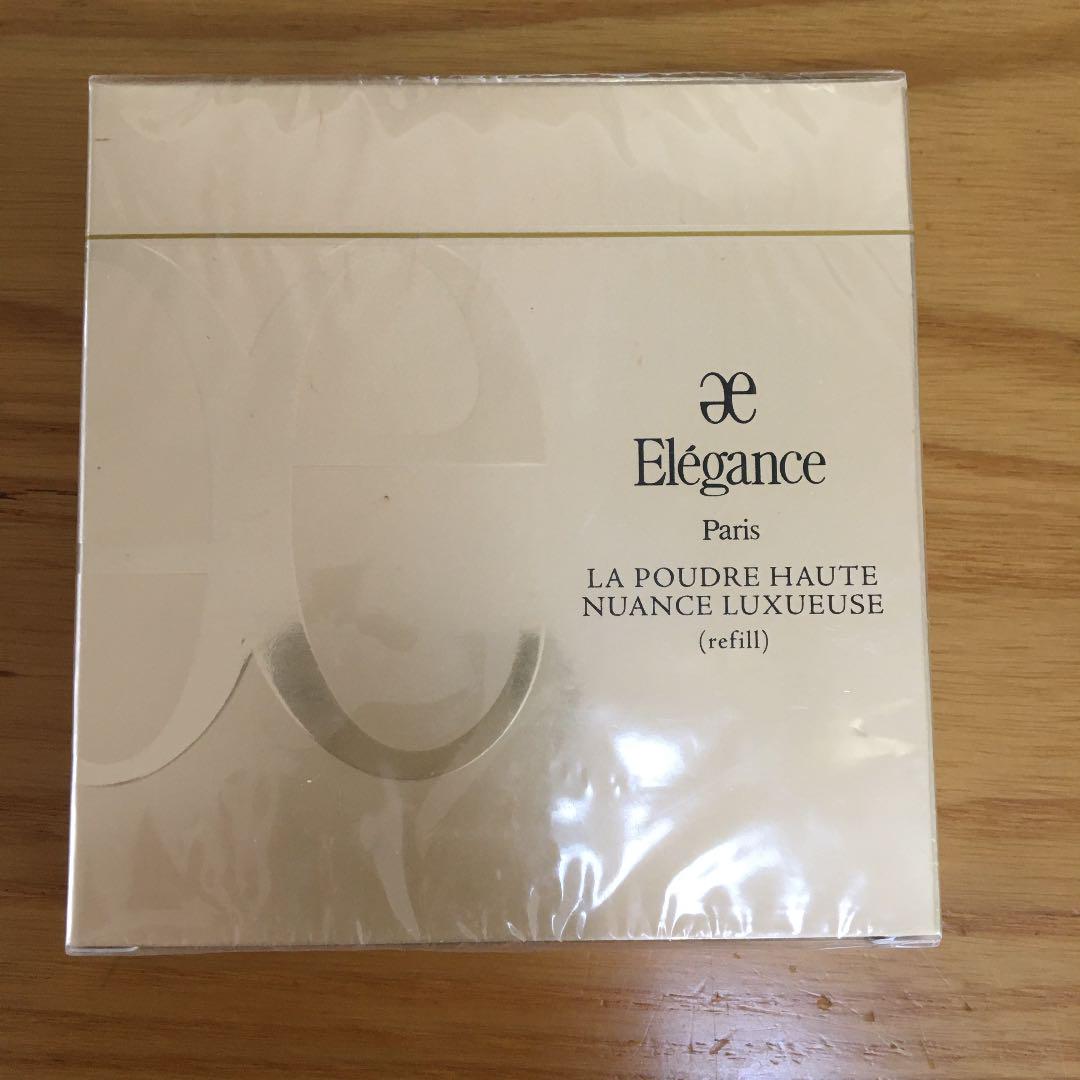 æ
Elégance
Paris
LA POUDRE HAUTE
NUANCE LUXUEUSE
(refill)